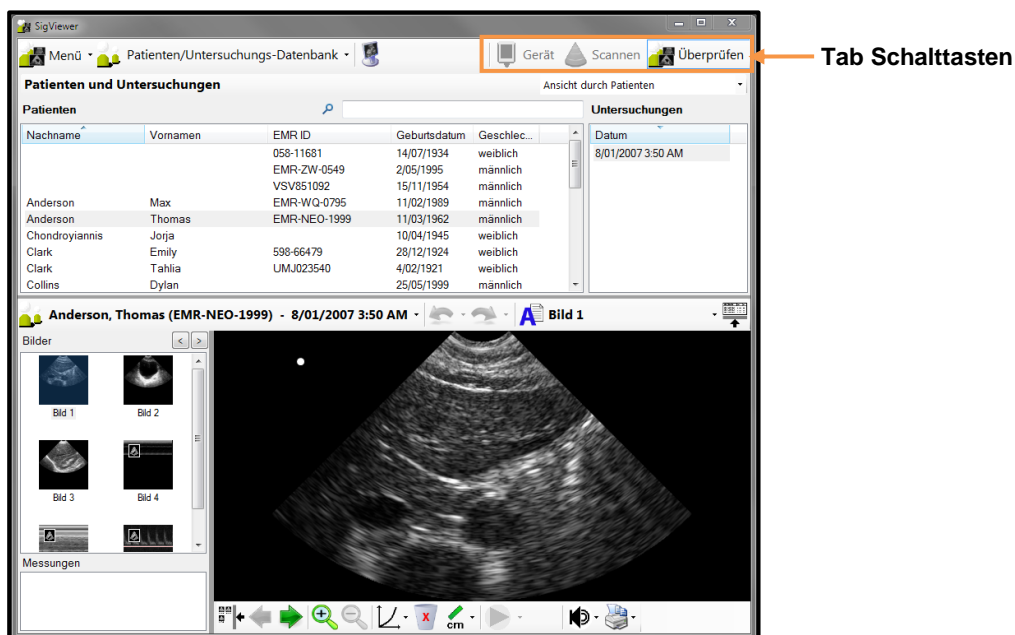 SigViewer
Menü Patienten/Untersuchungs-Datenbank Gerät Scannen Überprüfen
Tab Schalttasten
Patienten und Untersuchungen Ansicht durch Patienten
Patienten Untersuchungen
Nachname Vornamen EMR ID Geburtsdatum Geschlec... Datum
058-11681 14/07/1934 weiblich 8/01/2007 3:50 AM
EMR-ZW-0549 2/05/1995 männlich
VSV851092 15/11/1954 männlich
Anderson Max EMR-WQ-0795 11/02/1989 männlich
Anderson Thomas EMR-NEO-1999 11/03/1962 männlich
Chondroyiannis Jorja 10/04/1945 weiblich
Clark Emily 598-66479 28/12/1924 weiblich
Clark Tahlia UMJ023540 4/02/1921 weiblich
Collins Dylan 25/05/1999 männlich
Anderson, Thomas (EMR-NEO-1999) - 8/01/2007 3:50 AM A Bild 1
Bilder < >
Bild 1 Bild 2
Bild 3 Bild 4
Messungen
cm